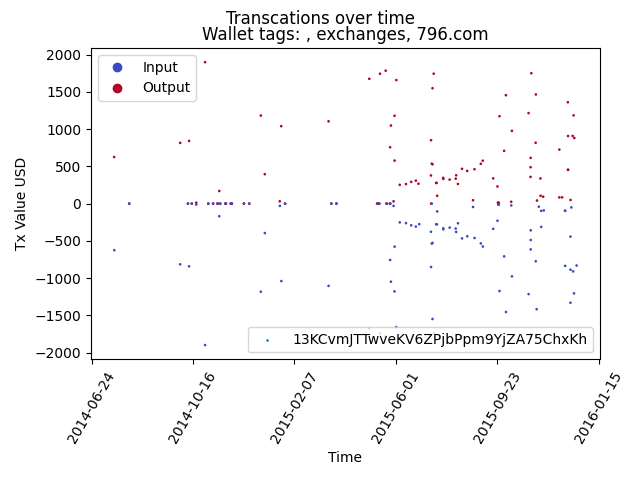 Transcations over time
Wallet tags: , exchanges, 796.com
Input
Output
Tx Value USD
2000
1500
1000
500
0
−500
−1000
−1500
−2000
13KCvmJTTwveKV6ZPjbPpm9YjZA75ChxKh
2014-06-24
2014-10-16
2015-02-07
2015-06-01
2015-09-23
2016-01-15
Time